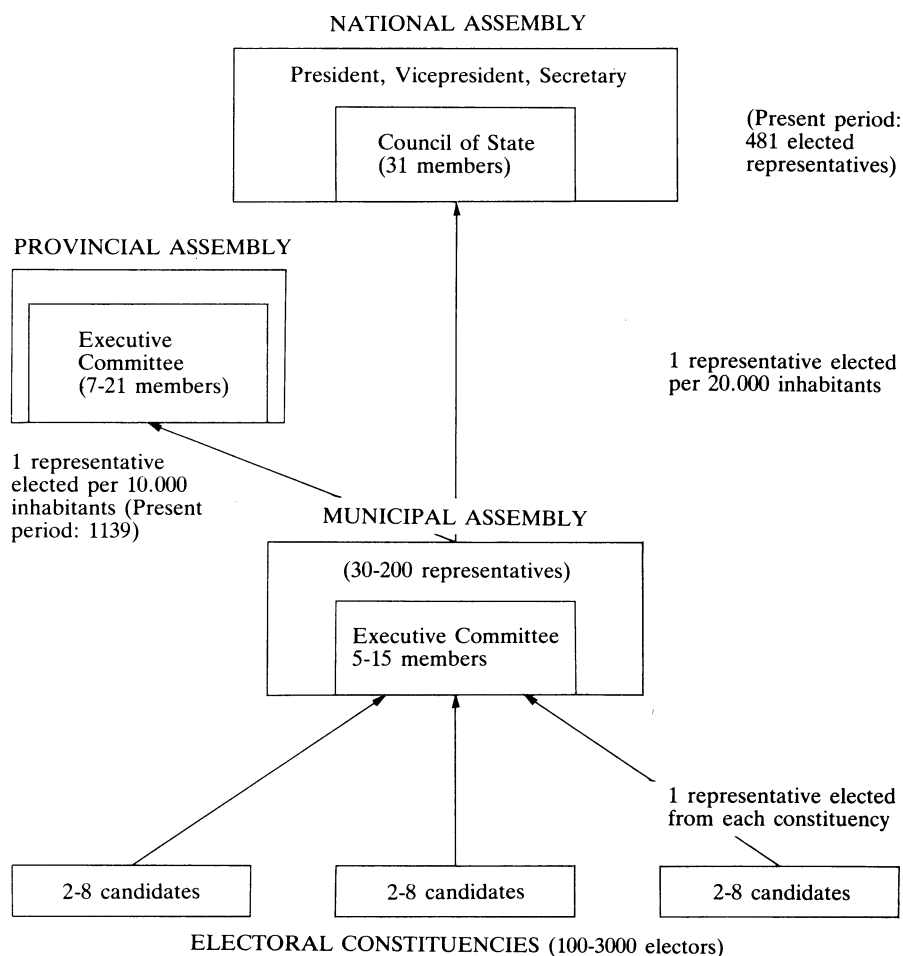 NATIONAL ASSEMBLY
President, Vicepresident, Secretary
Council of State
(31 members)
(Present period:
481 elected
representatives)
PROVINCIAL ASSEMBLY
Executive
Committee
(7-21 members)
1 representative elected
per 20.000 inhabitants
1 representative
elected per 10.000
inhabitants (Present
period: 1139)
MUNICIPAL ASSEMBLY
(30-200 representatives)
Executive Committee
5-15 members
1 representative elected
from each constituency
2-8 candidates
2-8 candidates
2-8 candidates
ELECTORAL CONSTITUENCIES (100-3000 electors)